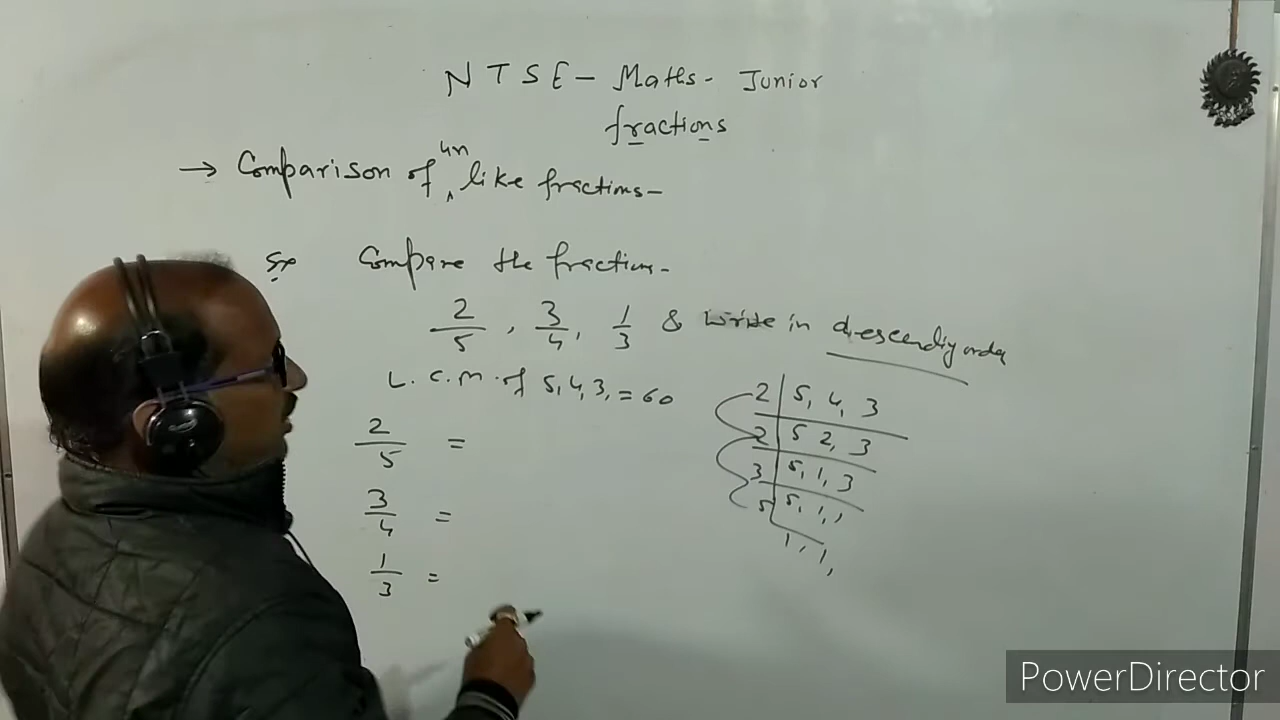 NTSE - Maths - Junior
fractions
→ Comparison of un like fractions -
Ex Compare the fraction -
2/5, 3/4, 1/3 & write in descending order
L.C.M. of 5, 4, 3, = 60
2/5 =
3/4 =
1/3 =
2 | 5, 4, 3
2 | 5 2, 3
3 | 5, 1, 3
5 | 5, 1, 1
1, 1,
PowerDirector